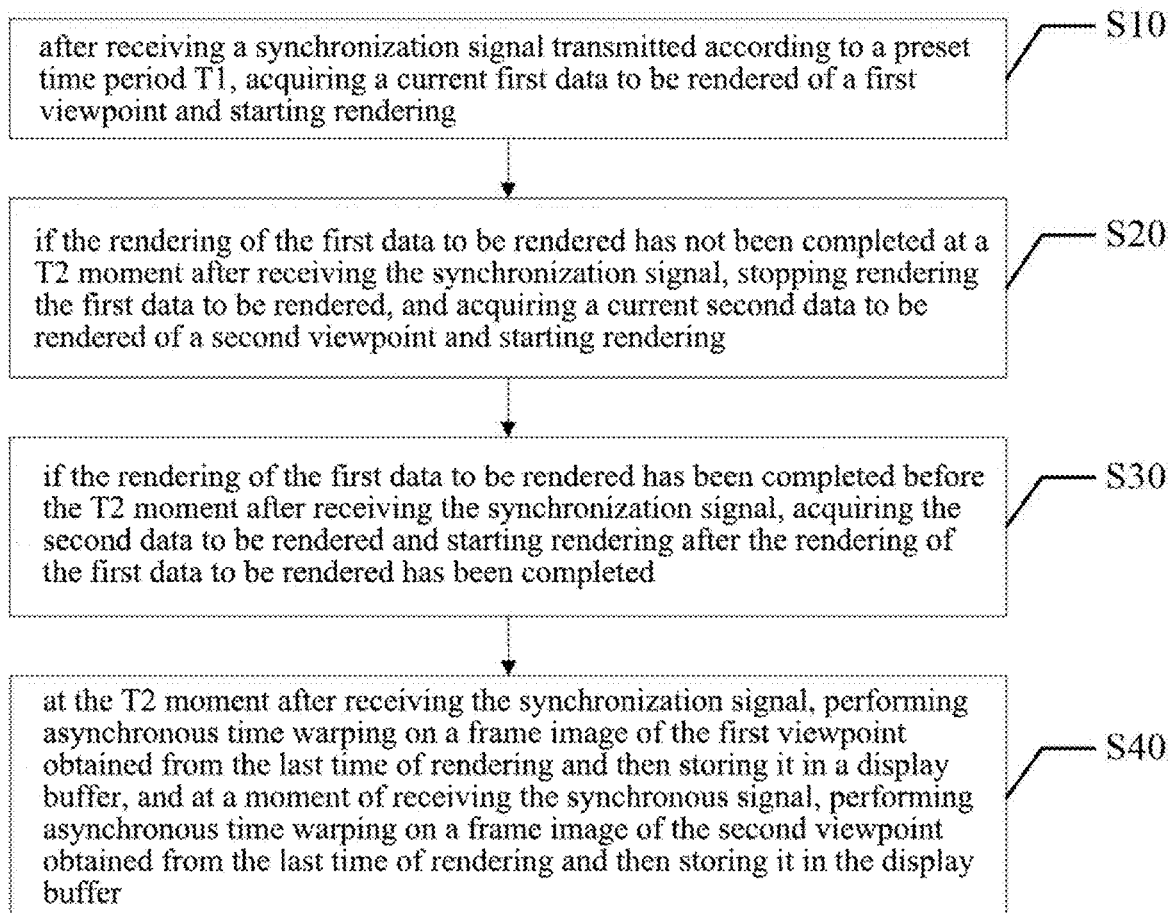 after receiving a synchronization signal transmitted according to a preset
time period T1, acquiring a current first data to be rendered of a first
viewpoint and starting rendering
S10
if the rendering of the first data to be rendered has not been completed at a
T2 moment after receiving the synchronization signal, stopping rendering
the first data to be rendered, and acquiring a current second data to be
rendered of a second viewpoint and starting rendering
S20
if the rendering of the first data to be rendered has been completed before
the T2 moment after receiving the synchronization signal, acquiring the
second data to be rendered and starting rendering after the rendering of
the first data to be rendered has been completed
S30
at the T2 moment after receiving the synchronization signal, performing
asynchronous time warping on a frame image of the first viewpoint
obtained from the last time of rendering and then storing it in a display
buffer, and at a moment of receiving the synchronous signal, performing
asynchronous time warping on a frame image of the second viewpoint
obtained from the last time of rendering and then storing it in the display
buffer
S40